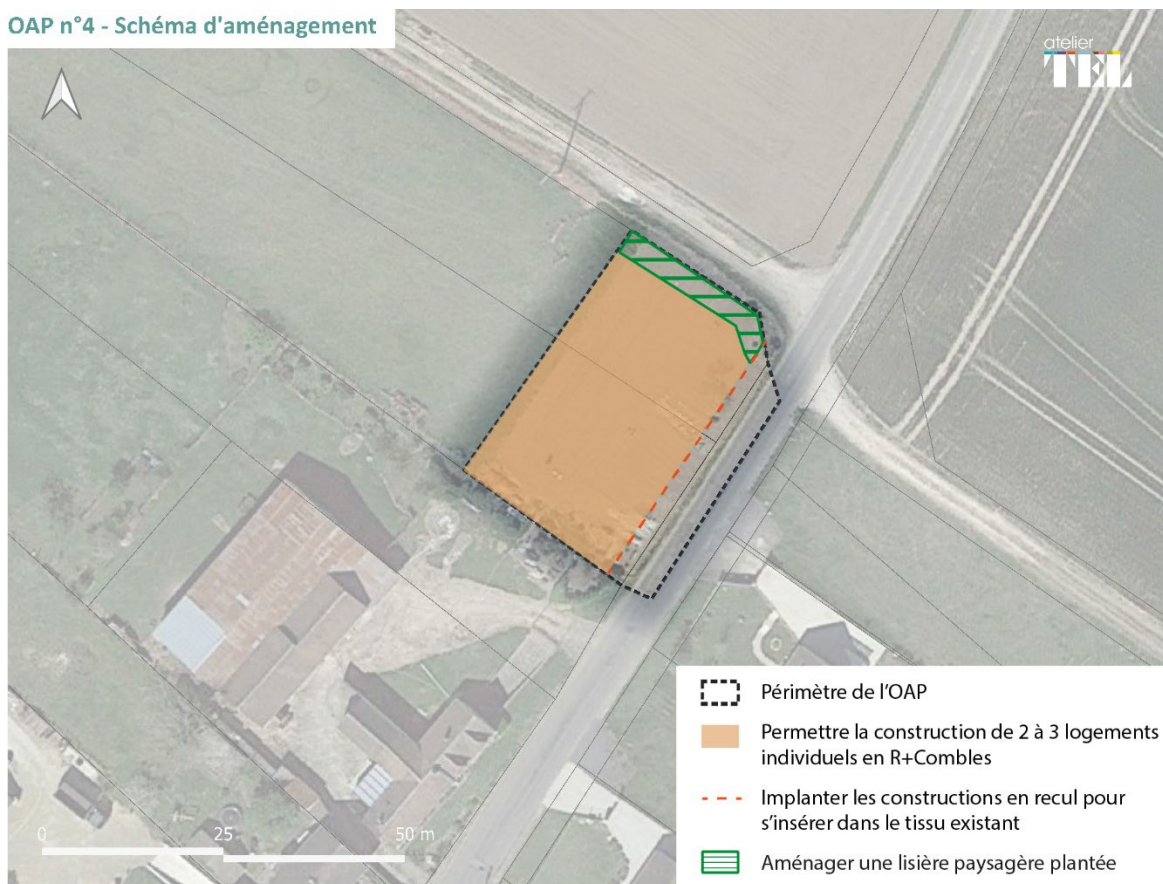 OAP n°4 - Schéma d'aménagement
atelier
TEL
Périmètre de l'OAP
Permettre la construction de 2 à 3 logements
individuels en R+Combles
Implanter les constructions en recul pour
s'insérer dans le tissu existant
Aménager une lisière paysagère plantée
0 25 50 m